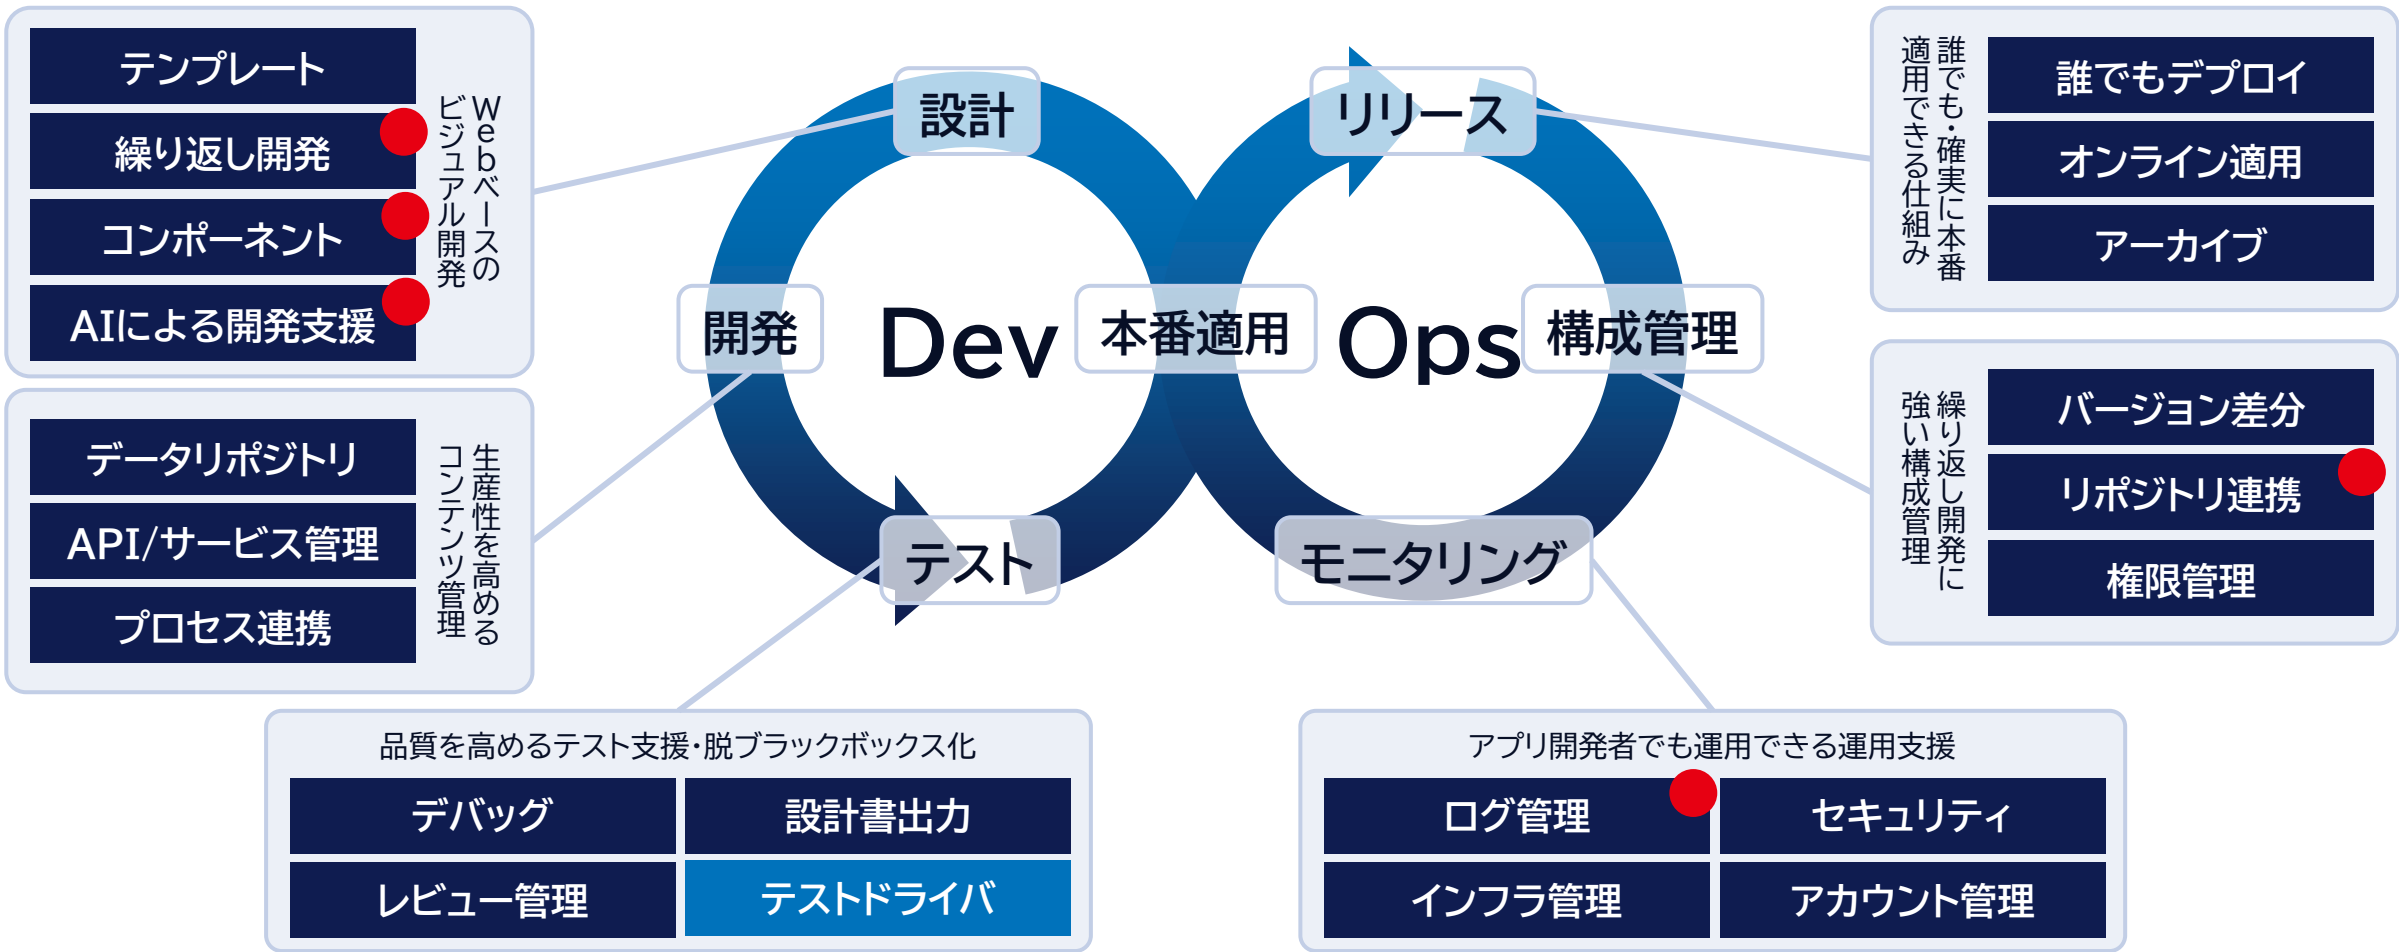 テンプレート
繰り返し開発
コンポーネント
AIによる開発支援
Webベースの
ビジュアル開発
データリポジトリ
API/サービス管理
プロセス連携
生産性を高める
コンテンツ管理
設計
開発
Dev
テスト
本番適用
リリース
Ops
構成管理
モニタリング
誰でも・確実に本番
適用できる仕組み
誰でもデプロイ
オンライン適用
アーカイブ
繰り返し開発に
強い構成管理
バージョン差分
リポジトリ連携
権限管理
品質を高めるテスト支援・脱ブラックボックス化
デバッグ
設計書出力
レビュー管理
テストドライバ
アプリ開発者でも運用できる運用支援
ログ管理
セキュリティ
インフラ管理
アカウント管理